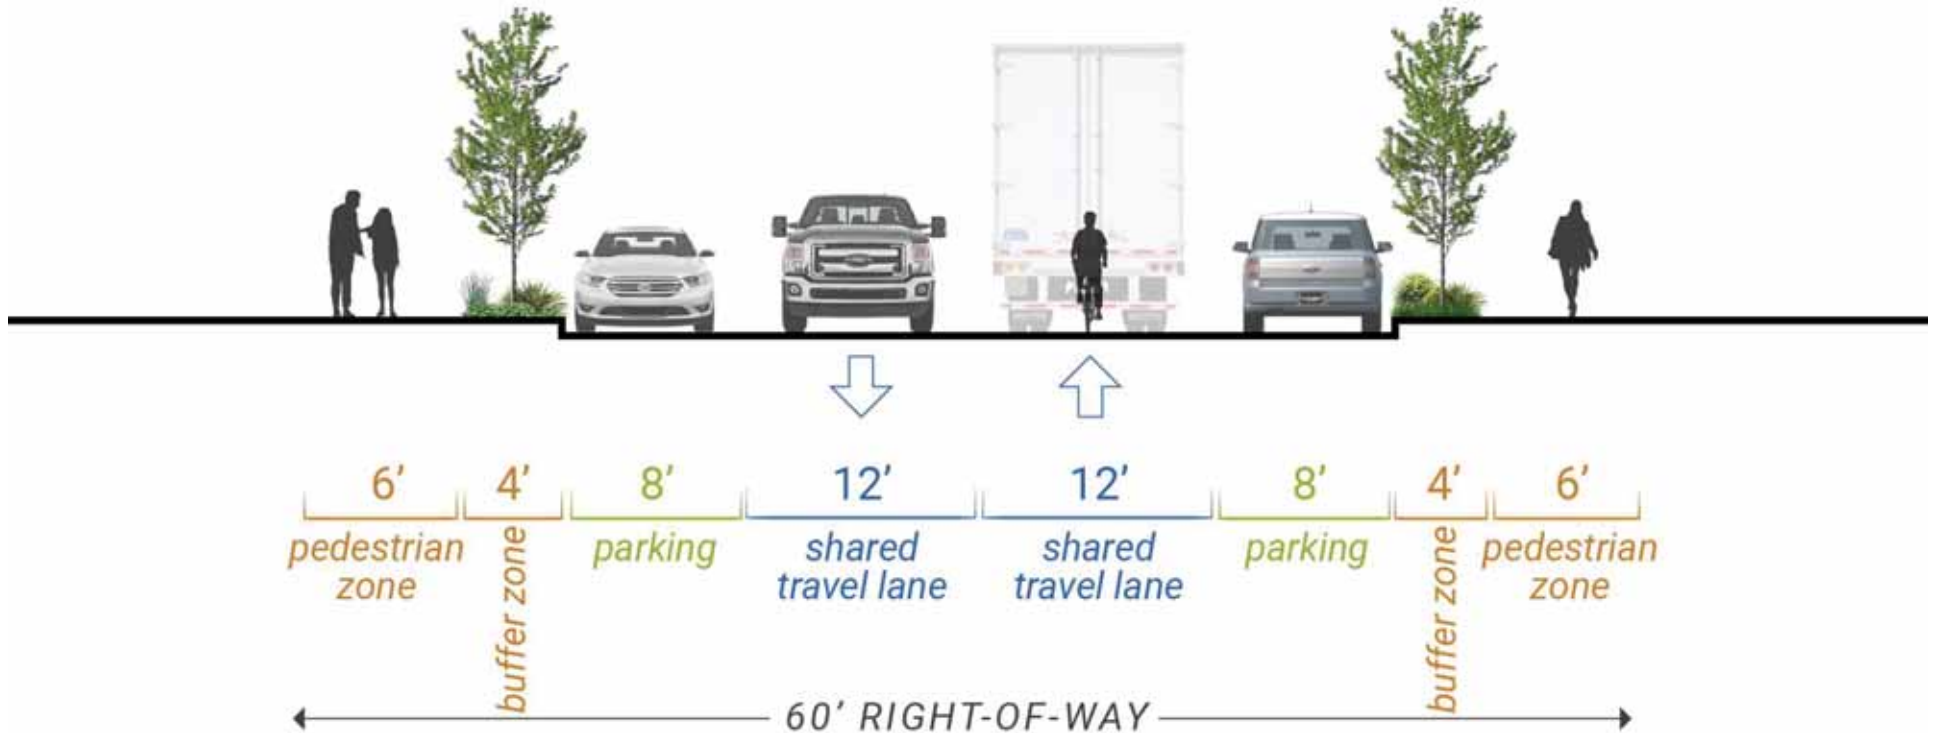 6’ 4’ 8’ 12’ 12’ 8’ 4’ 6’
pedestrian
zone
buffer zone
parking
shared
travel lane
shared
travel lane
parking
buffer zone
pedestrian
zone
60’ RIGHT-OF-WAY